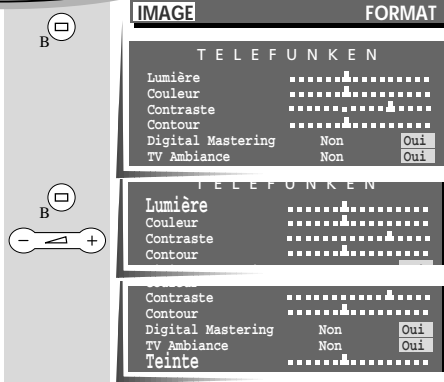 IMAGE FORMAT
B
T E L E F U N K E N
Lumière
Couleur
Contraste
Contour
Digital Mastering Non Oui
TV Ambiance Non Oui
B
− +
T E L E F U N K E N
Lumière
Couleur
Contraste
Contour
Contraste
Contour
Digital Mastering Non Oui
TV Ambiance Non Oui
Teinte